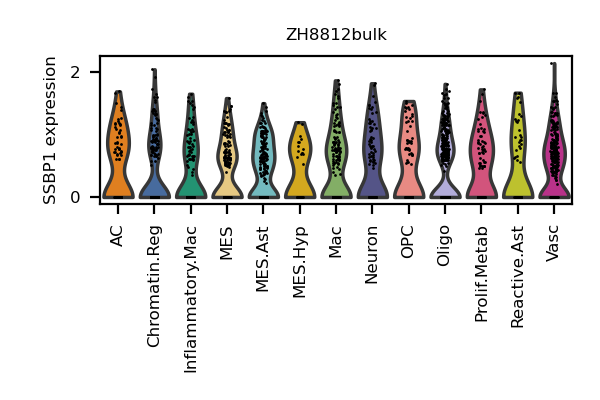 ZH8812bulk
SSBP1 expression
2
0
AC
Chromatin.Reg
Inflammatory.Mac
MES
MES.Ast
MES.Hyp
Mac
Neuron
OPC
Oligo
Prolif.Metab
Reactive.Ast
Vasc